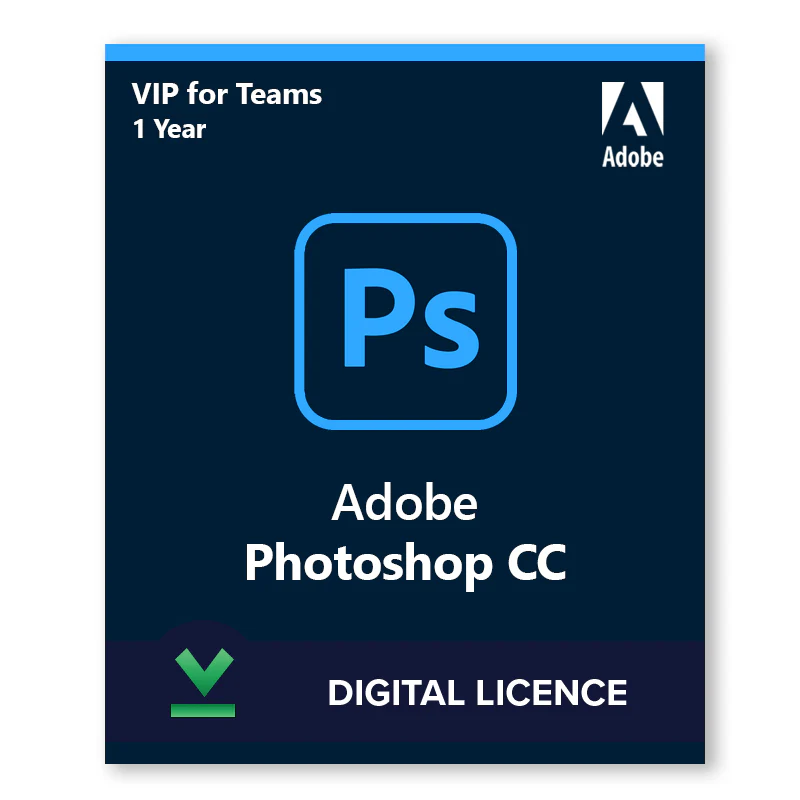 VIP for Teams
1 Year
Adobe
Ps
Adobe
Photoshop CC
DIGITAL LICENCE